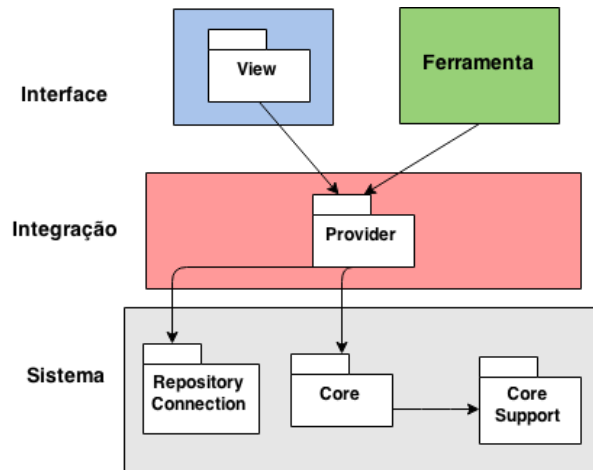 Interface
View
Ferramenta
Integração
Provider
Sistema
Repository
Connection
Core
Core
Support